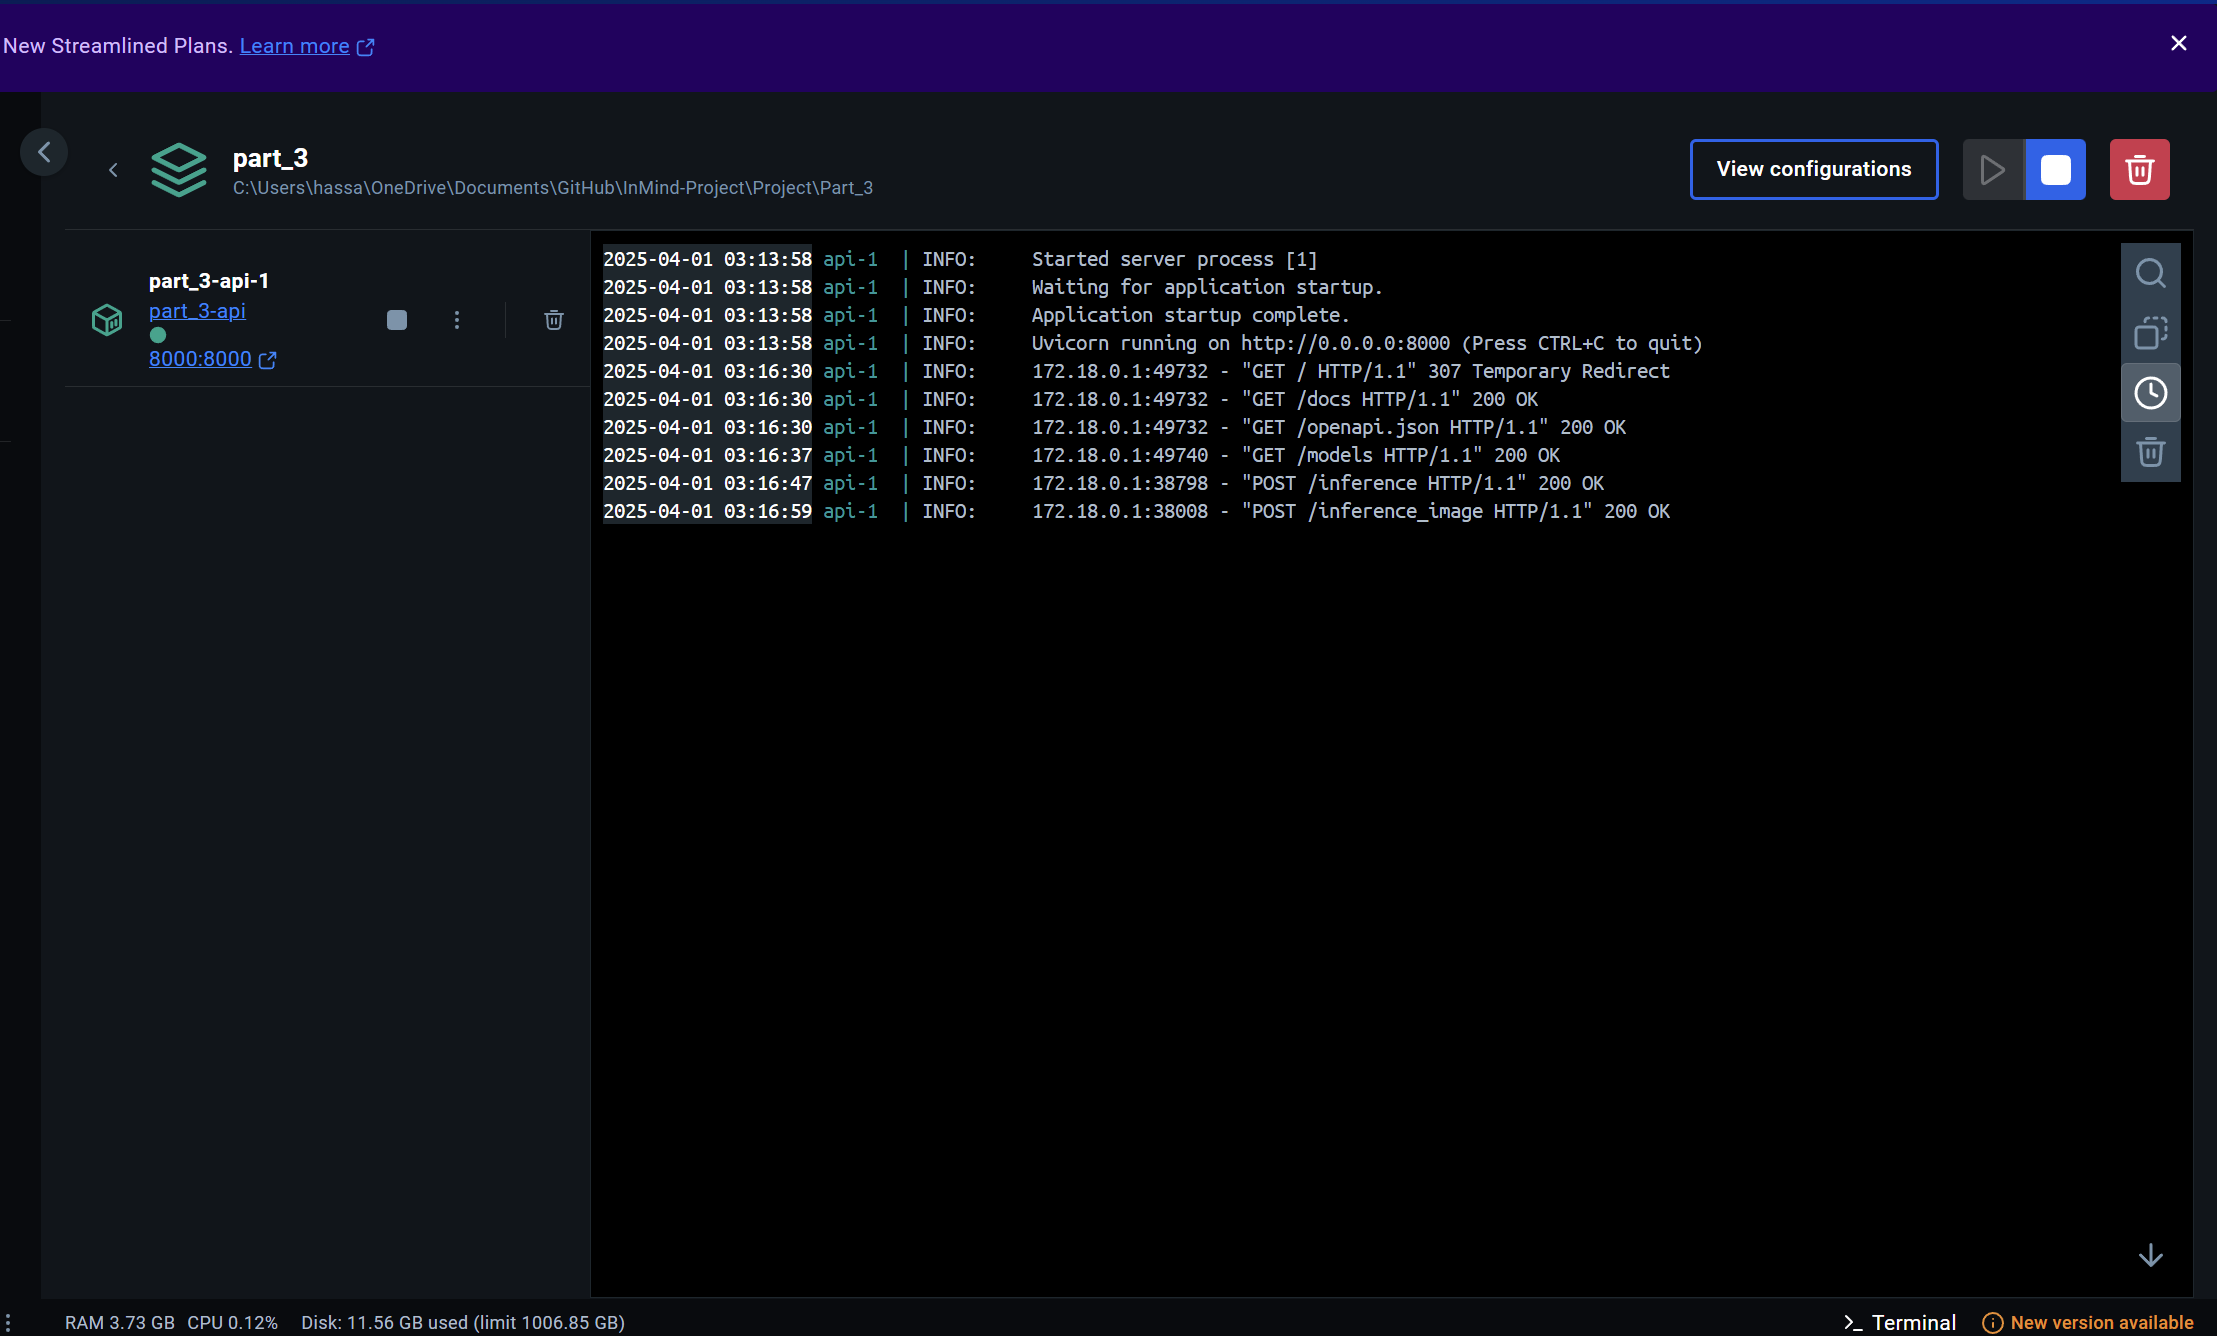 New Streamlined Plans. Learn more
part_3
C:\Users\hassa\OneDrive\Documents\GitHub\InMind-Project\Project\Part_3
View configurations
part_3-api-1
part_3-api
8000:8000
2025-04-01 03:13:58 api-1 | INFO: Started server process [1]
2025-04-01 03:13:58 api-1 | INFO: Waiting for application startup.
2025-04-01 03:13:58 api-1 | INFO: Application startup complete.
2025-04-01 03:13:58 api-1 | INFO: Uvicorn running on http://0.0.0.0:8000 (Press CTRL+C to quit)
2025-04-01 03:16:30 api-1 | INFO: 172.18.0.1:49732 - "GET / HTTP/1.1" 307 Temporary Redirect
2025-04-01 03:16:30 api-1 | INFO: 172.18.0.1:49732 - "GET /docs HTTP/1.1" 200 OK
2025-04-01 03:16:30 api-1 | INFO: 172.18.0.1:49732 - "GET /openapi.json HTTP/1.1" 200 OK
2025-04-01 03:16:37 api-1 | INFO: 172.18.0.1:49740 - "GET /models HTTP/1.1" 200 OK
2025-04-01 03:16:47 api-1 | INFO: 172.18.0.1:38798 - "POST /inference HTTP/1.1" 200 OK
2025-04-01 03:16:59 api-1 | INFO: 172.18.0.1:38008 - "POST /inference_image HTTP/1.1" 200 OK
RAM 3.73 GB CPU 0.12% Disk: 11.56 GB used (limit 1006.85 GB)
Terminal
New version available